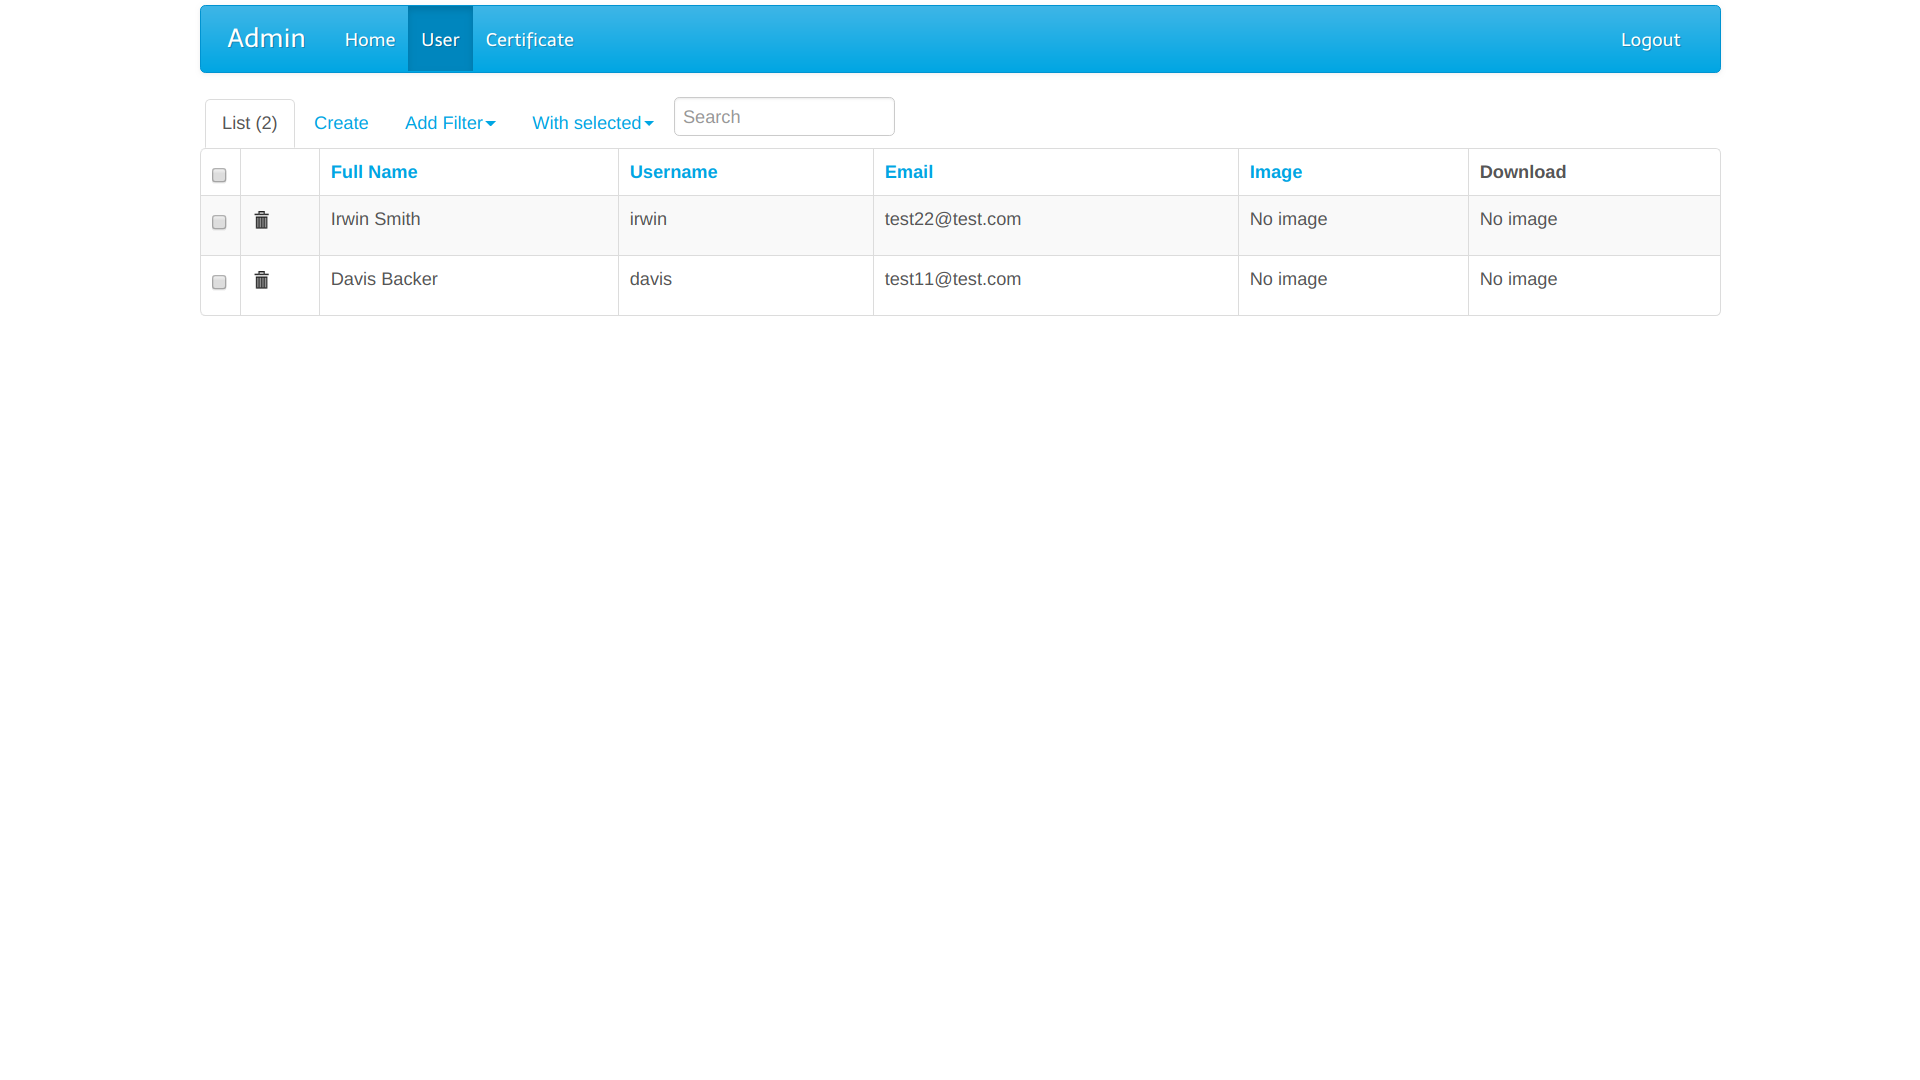 Admin Home User Certificate Logout
List (2) Create Add Filter With selected Search
Full Name Username Email Image Download
Irwin Smith irwin test22@test.com No image No image
Davis Backer davis test11@test.com No image No image